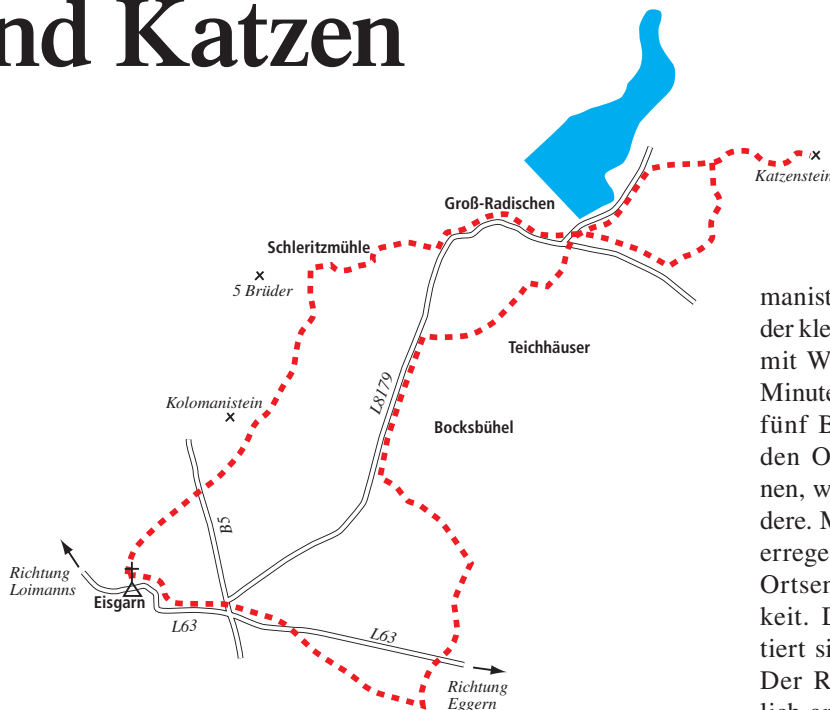 nd Katzen
Katzenstein
Groß-Radischen
Schleritzmühle
5 Brüder
Teichhäuser
L8179
Kolomanistein
Bocksbühel
B5
Richtung
Loimanns
Eisgarn
L63
L63
Richtung
Eggern
manist
der kle
mit W
Minute
fünf B
den O
nen, w
dere. M
errege
Ortsen
keit. D
tiert si
Der R